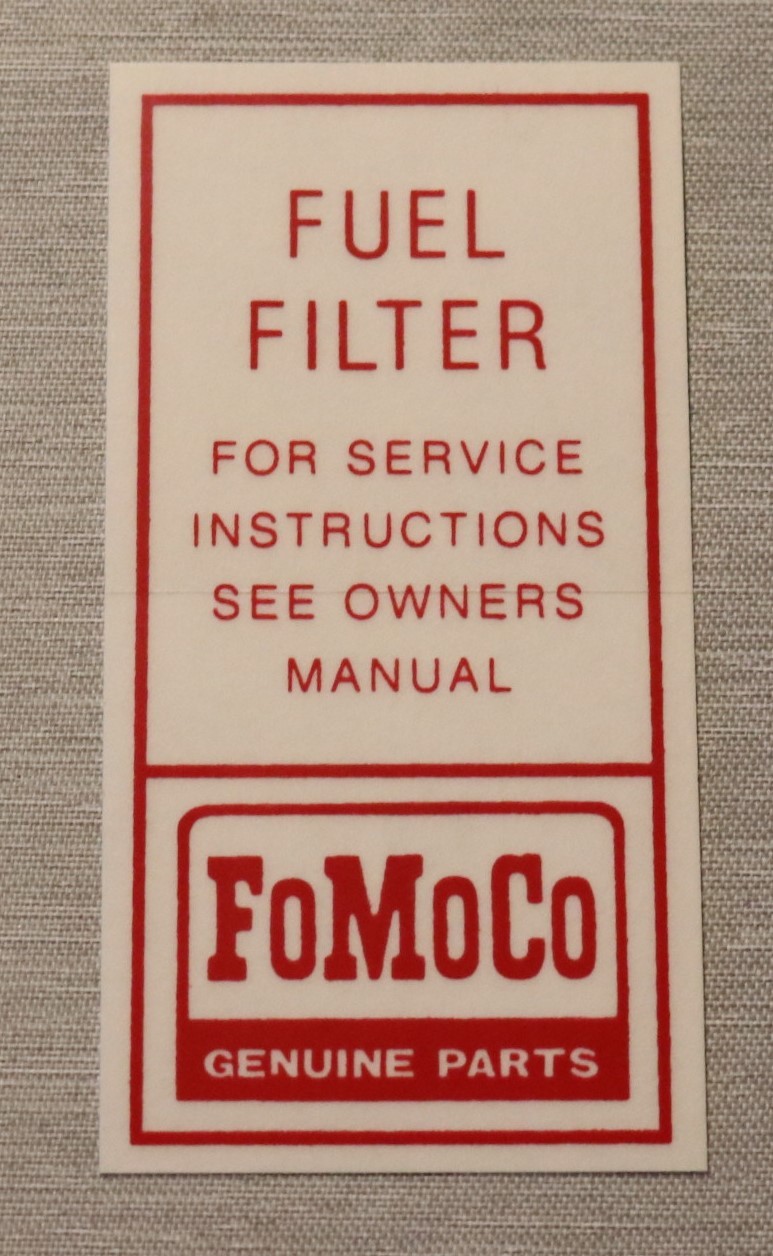 FUEL
FILTER
FOR SERVICE
INSTRUCTIONS
SEE OWNERS
MANUAL
FoMoCo
GENUINE PARTS